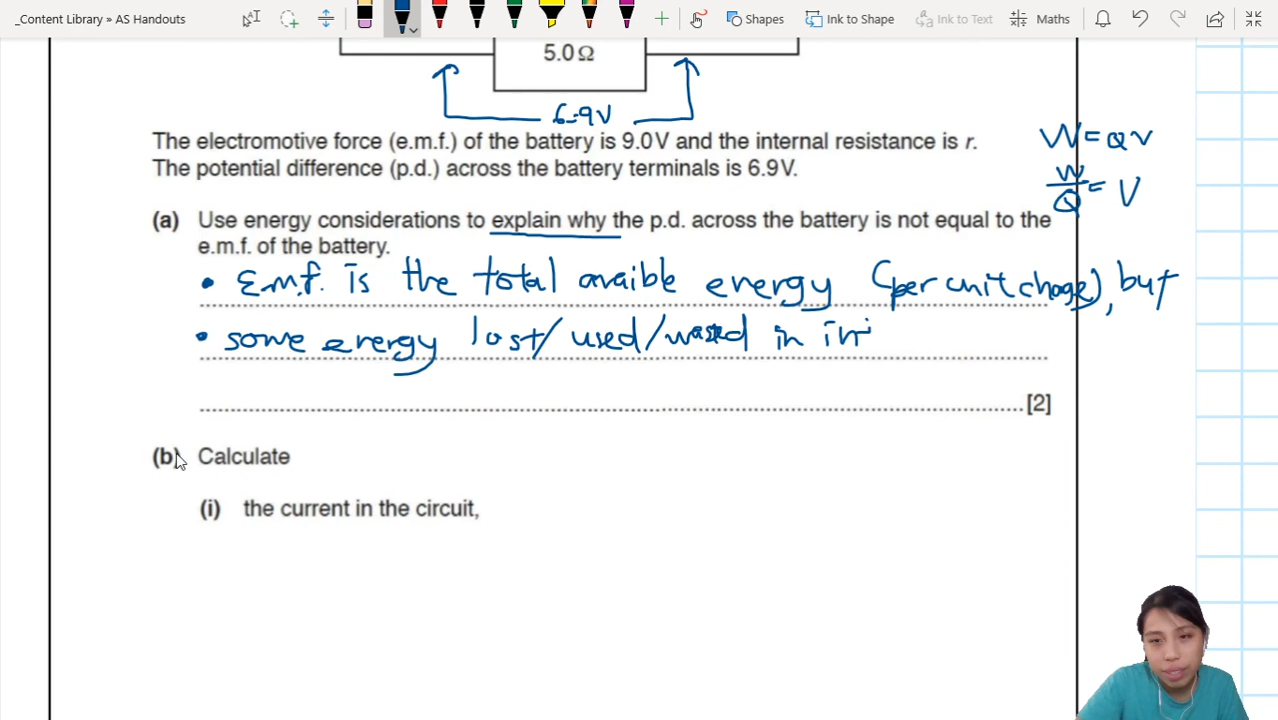 _Content Library » AS Handouts
Shapes
Ink to Shape
Ink to Text
Maths
5.0 Ω
6.9V
The electromotive force (e.m.f.) of the battery is 9.0V and the internal resistance is r.
The potential difference (p.d.) across the battery terminals is 6.9V.
W = QV
W/Q = V
(a) Use energy considerations to explain why the p.d. across the battery is not equal to the
e.m.f. of the battery.
• E.m.f. is the total avaible energy (per unit charge), but
• some energy lost/used/wasted in in
[2]
(b) Calculate
(i) the current in the circuit,